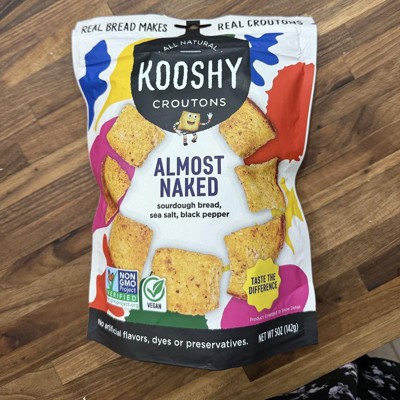 REAL BREAD MAKES REAL CROUTONS
ALL NATURAL
KOOSHY
CROUTONS
ALMOST
NAKED
sourdough bread,
sea salt, black pepper
NON
GMO
Project
VERIFIED
VEGAN
TASTE THE
DIFFERENCE
No artificial flavors, dyes or preservatives.
NET WT 5OZ (142g)